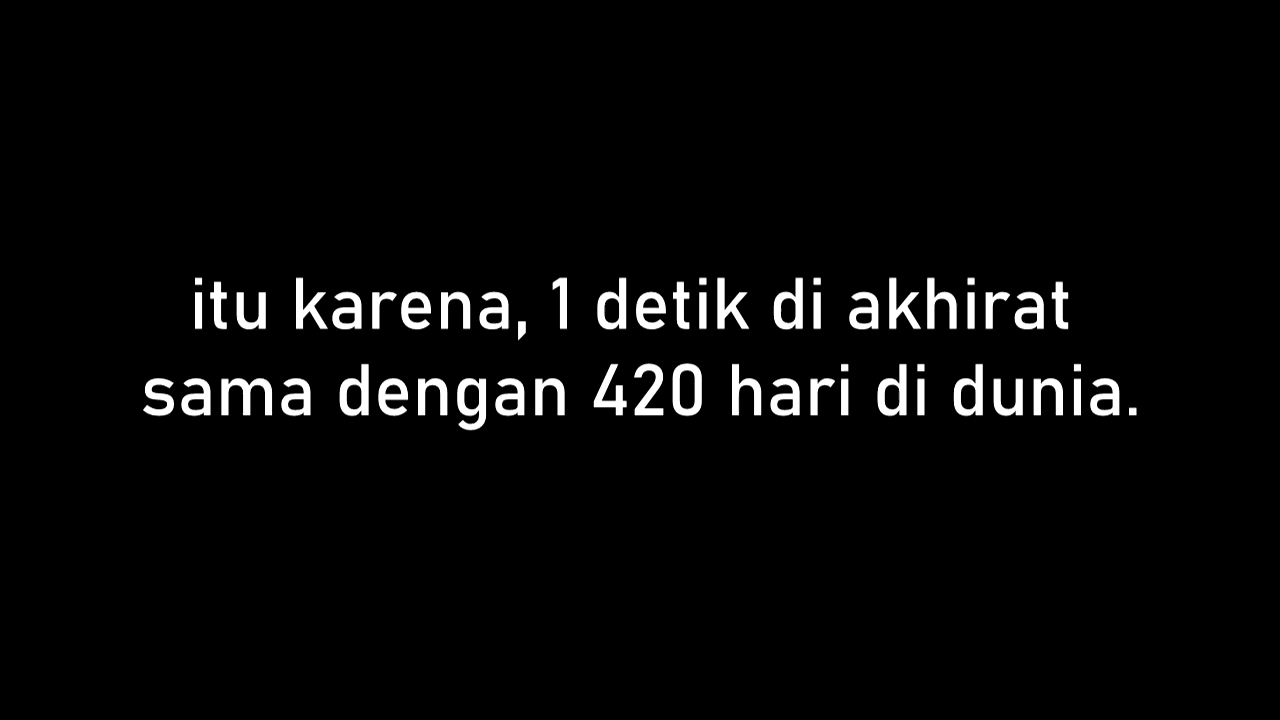 itu karena, 1 detik di akhirat
sama dengan 420 hari di dunia.